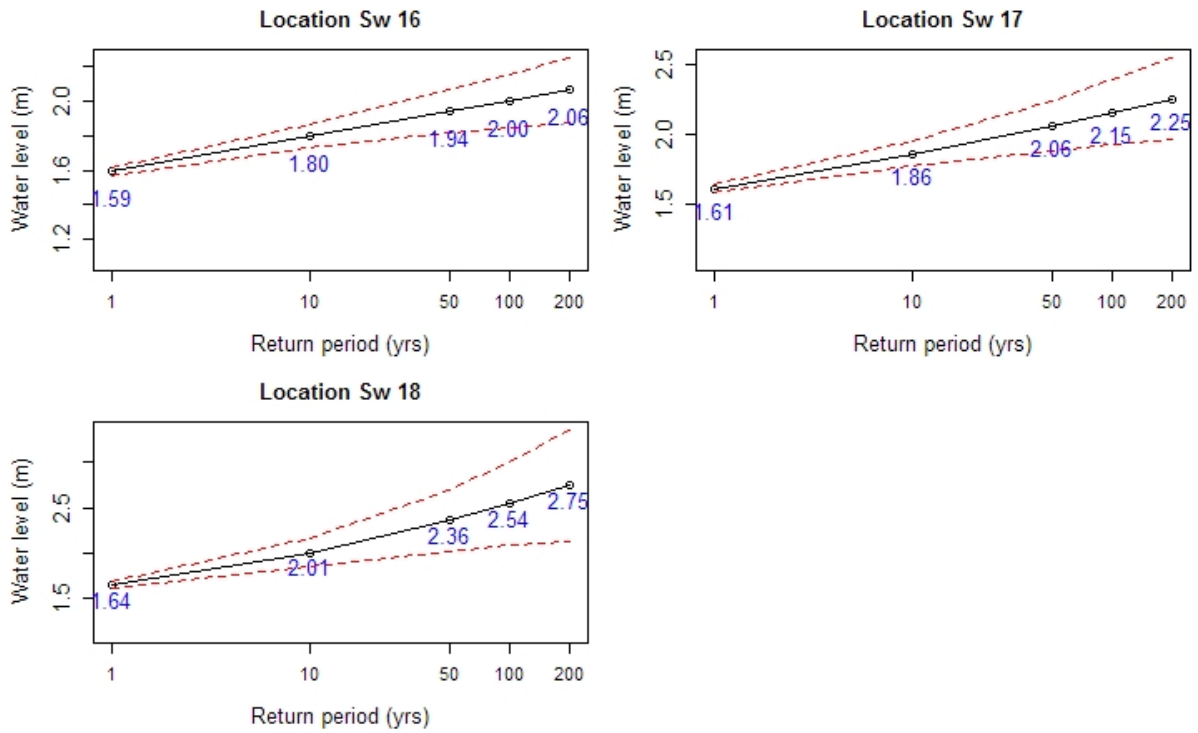 Location Sw 16
Water level (m)
2.0
1.6
1.2
1.59
1.80
1.94
2.00
2.06
1 10 50 100 200
Return period (yrs)
Location Sw 17
Water level (m)
2.5
2.0
1.5
1.61
1.86
2.06
2.15
2.25
1 10 50 100 200
Return period (yrs)
Location Sw 18
Water level (m)
2.5
1.5
1.64
2.01
2.36
2.54
2.75
1 10 50 100 200
Return period (yrs)